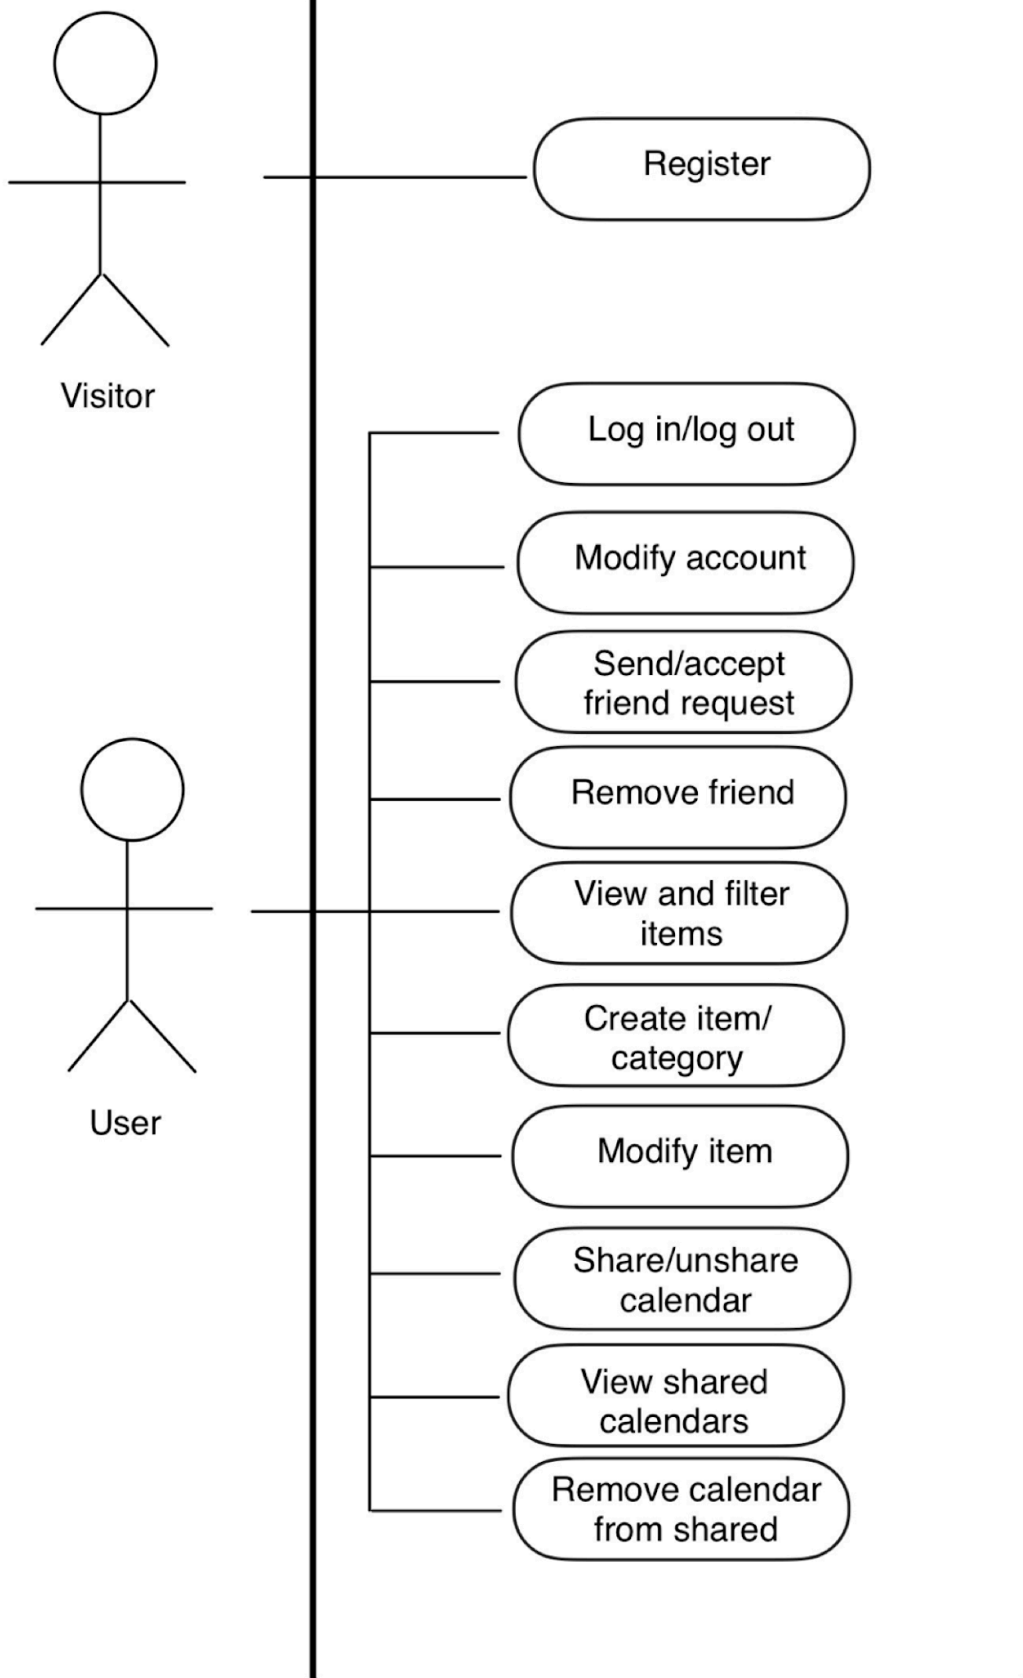 Register
Visitor
Log in/log out
Modify account
Send/accept
friend request
Remove friend
View and filter
items
Create item/
category
User
Modify item
Share/unshare
calendar
View shared
calendars
Remove calendar
from shared